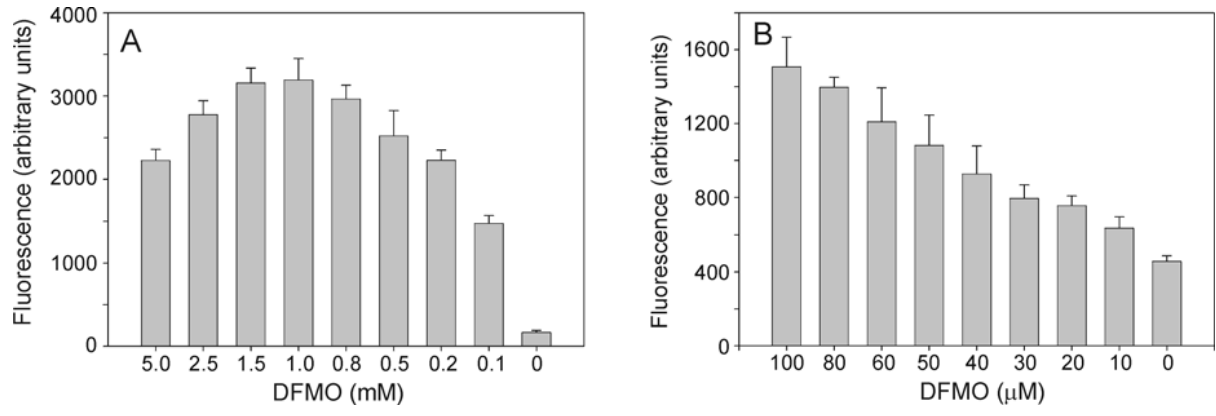 A
Fluorescence (arbitrary units)
4000
3000
2000
1000
0
5.0 2.5 1.5 1.0 0.8 0.5 0.2 0.1 0
DFMO (mM)
B
Fluorescence (arbitrary units)
1600
1200
800
400
0
100 80 60 50 40 30 20 10 0
DFMO (μM)